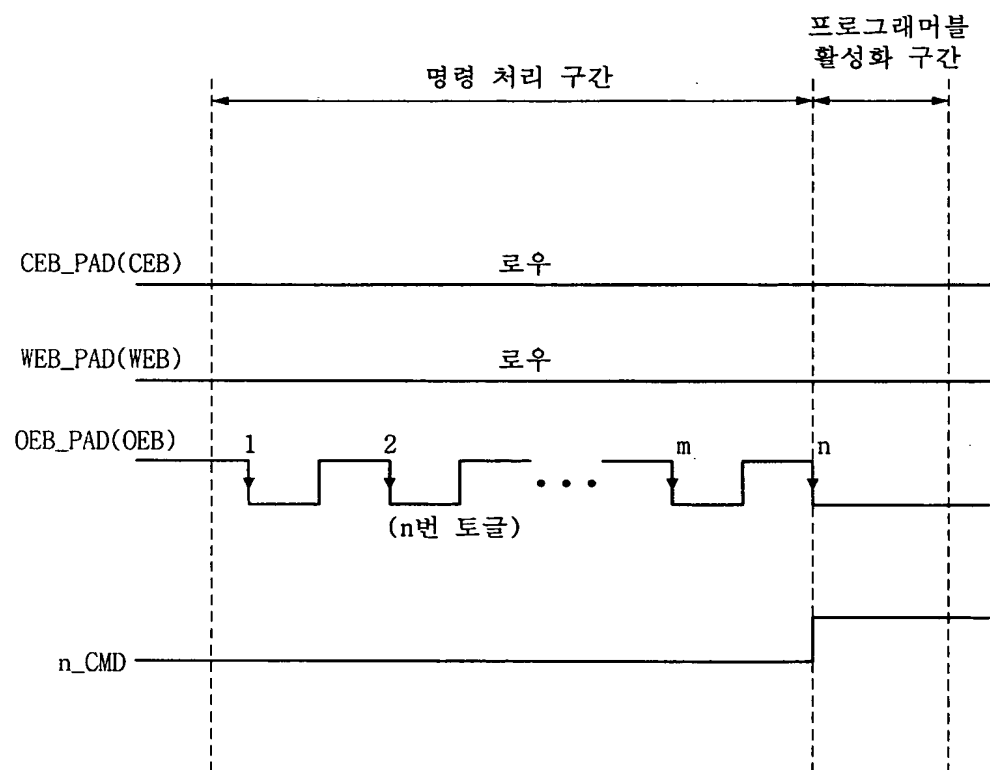 프로그래머블
활성화 구간
명령 처리 구간
CEB_PAD(CEB) 로우
WEB_PAD(WEB) 로우
OEB_PAD(OEB) 1 2 m n
(n번 토글)
n_CMD